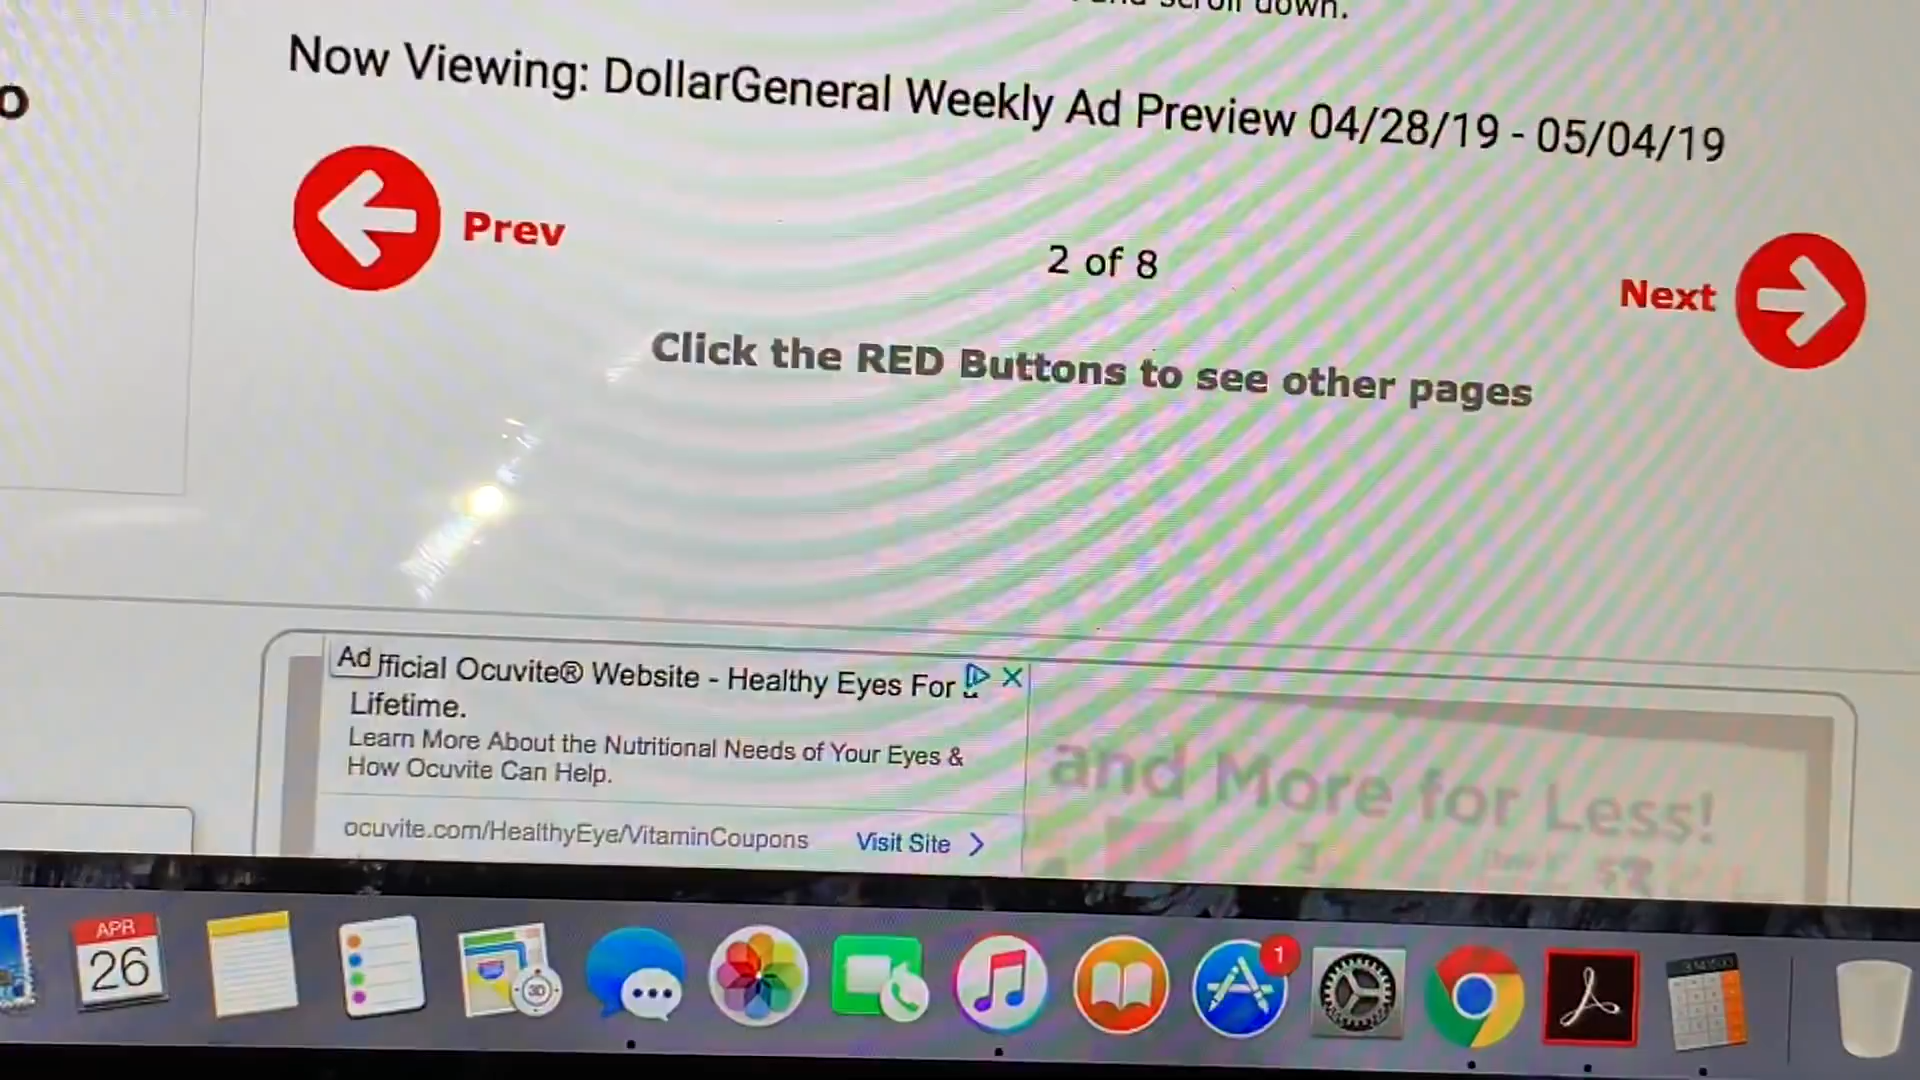 scroll down.
Now Viewing: DollarGeneral Weekly Ad Preview 04/28/19 - 05/04/19
Prev
2 of 8
Next
Click the RED Buttons to see other pages
Ad
fficial Ocuvite® Website - Healthy Eyes For
Lifetime.
Learn More About the Nutritional Needs of Your Eyes &
How Ocuvite Can Help.
ocuvite.com/HealthyEye/VitaminCoupons
Visit Site
and More for Less!
APR
26
3D
1